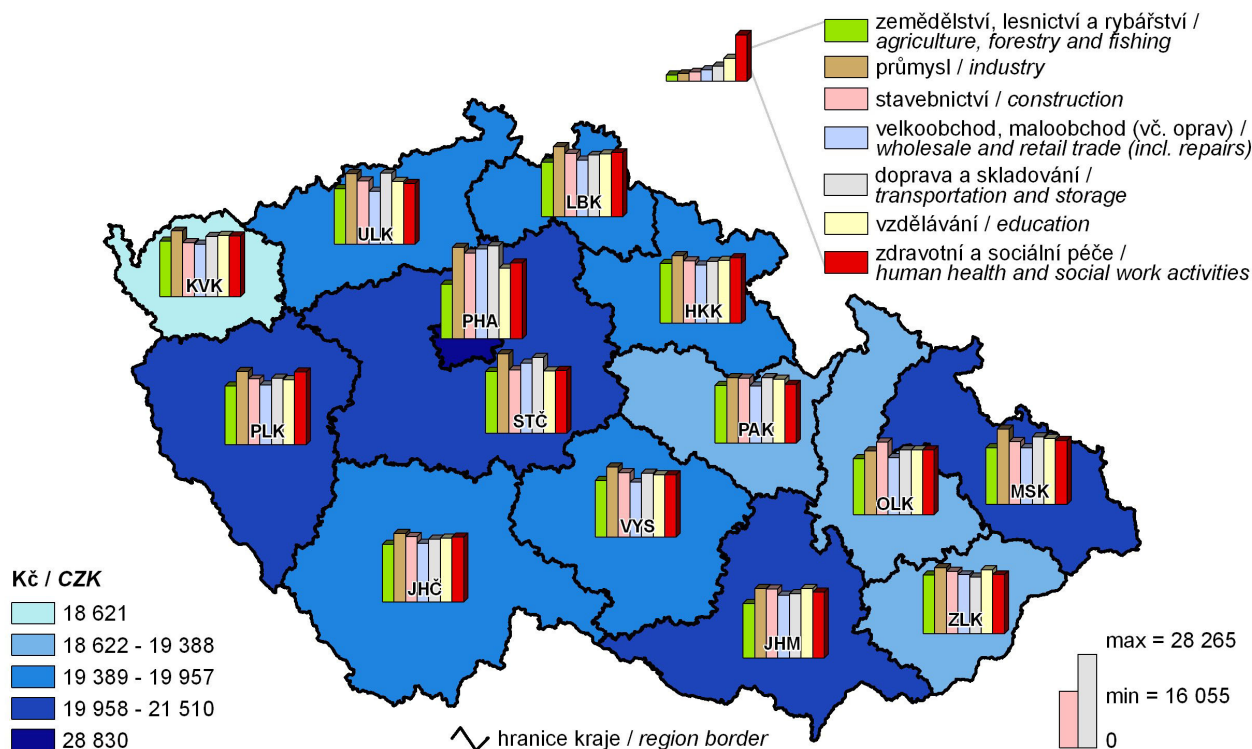 zemědělství, lesnictví a rybářství /
agriculture, forestry and fishing
průmysl / industry
stavebnictví / construction
velkoobchod, maloobchod (vč. oprav) /
wholesale and retail trade (incl. repairs)
doprava a skladování /
transportation and storage
vzdělávání / education
zdravotní a sociální péče /
human health and social work activities
LBK
ULK
KVK
PHA
HKK
STČ
PLK
PAK
OLK
MSK
VYS
JHČ
ZLK
JHM
Kč / CZK
18 621
18 622 - 19 388
19 389 - 19 957
19 958 - 21 510
28 830
hranice kraje / region border
max = 28 265
min = 16 055
0